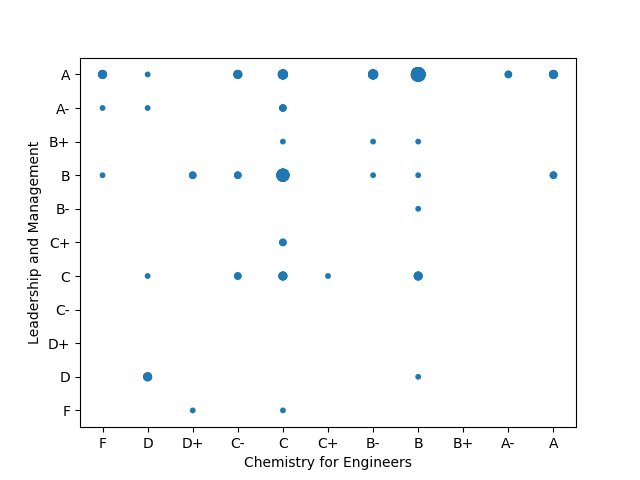 Leadership and Management
A
A-
B+
B
B-
C+
C
C-
D+
D
F
F D D+ C- C C+ B- B B+ A- A
Chemistry for Engineers